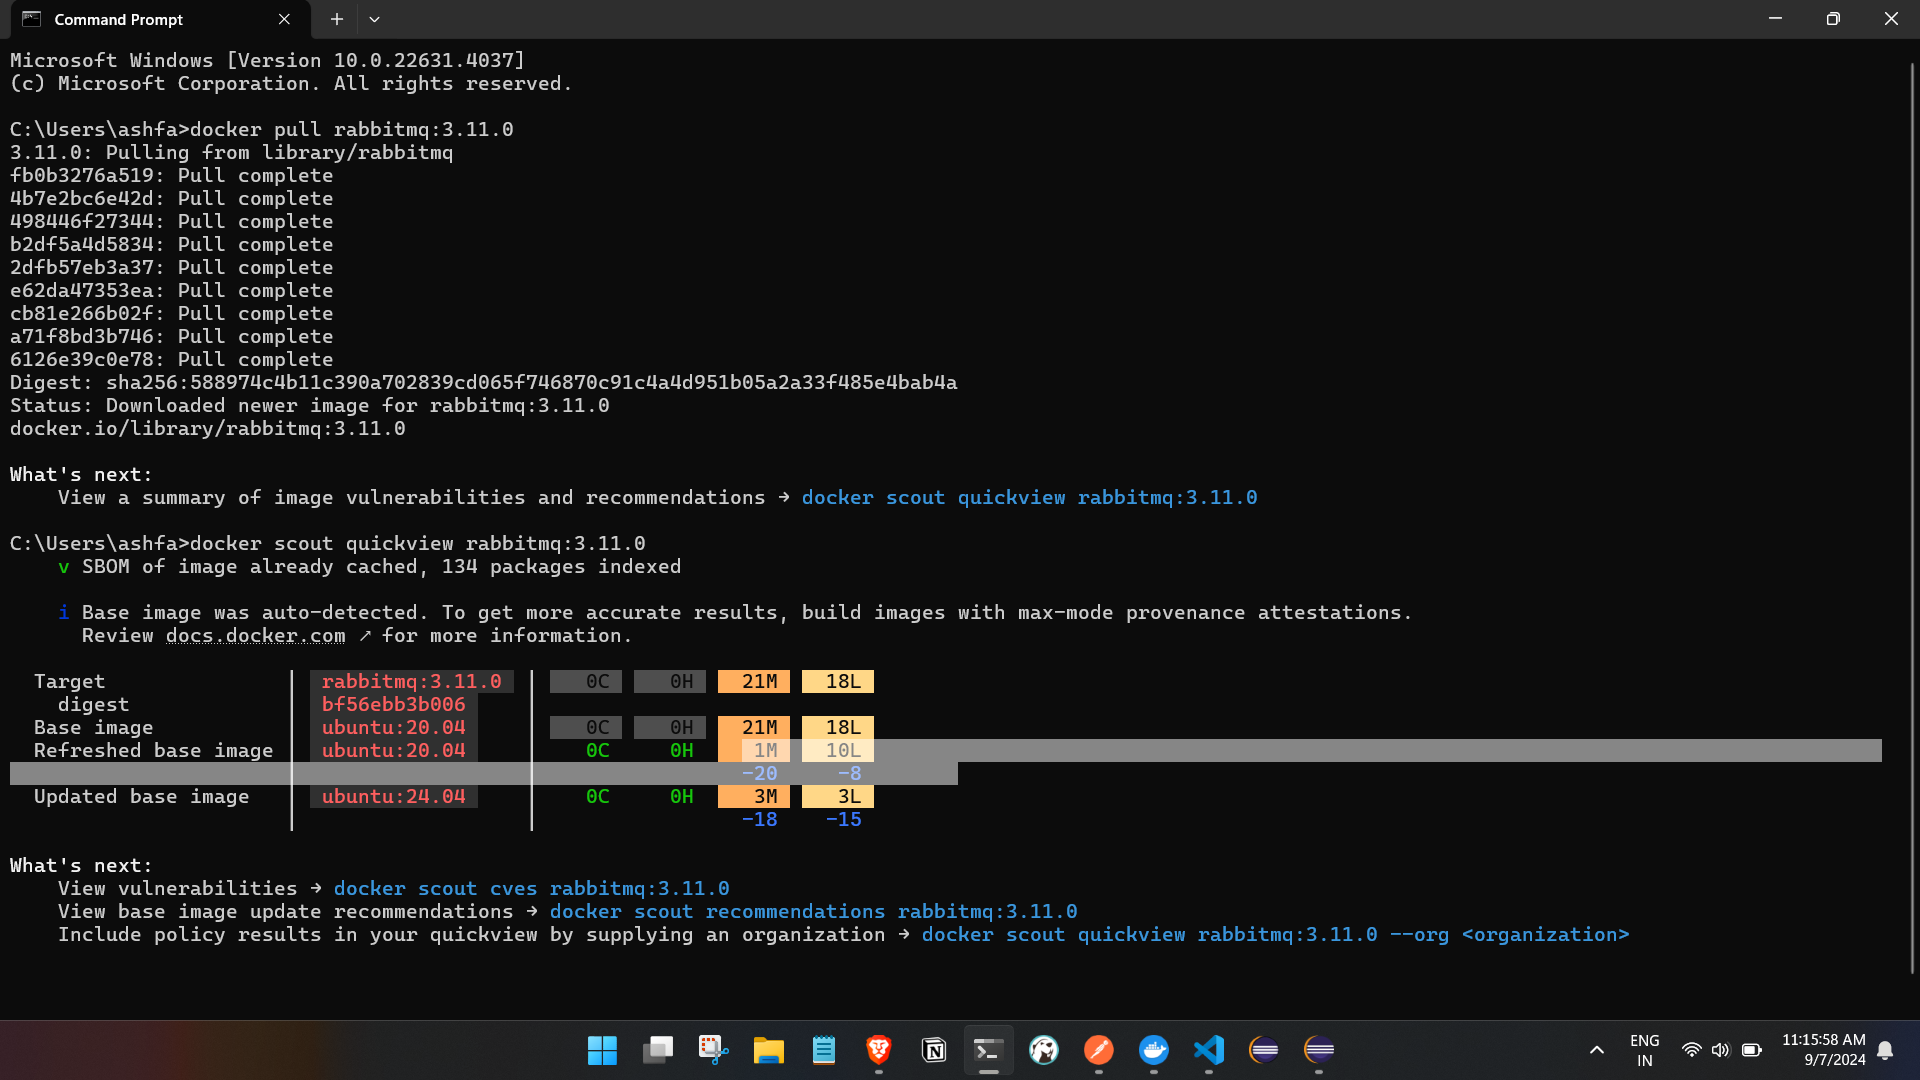 Command Prompt
Microsoft Windows [Version 10.0.22631.4037]
(c) Microsoft Corporation. All rights reserved.
C:\Users\ashfa>docker pull rabbitmq:3.11.0
3.11.0: Pulling from library/rabbitmq
fb0b3276a519: Pull complete
4b7e2bc6e42d: Pull complete
498446f27344: Pull complete
b2df5a4d5834: Pull complete
2dfb57eb3a37: Pull complete
e62da47353ea: Pull complete
cb81e266b02f: Pull complete
a71f8bd3b746: Pull complete
6126e39c0e78: Pull complete
Digest: sha256:588974c4b11c390a702839cd065f746870c91c4a4d951b05a2a33f485e4bab4a
Status: Downloaded newer image for rabbitmq:3.11.0
docker.io/library/rabbitmq:3.11.0
What's next:
View a summary of image vulnerabilities and recommendations → docker scout quickview rabbitmq:3.11.0
C:\Users\ashfa>docker scout quickview rabbitmq:3.11.0
v SBOM of image already cached, 134 packages indexed
i Base image was auto-detected. To get more accurate results, build images with max-mode provenance attestations.
Review docs.docker.com ↗ for more information.
Target │ rabbitmq:3.11.0 │ 0C 0H 21M 18L
digest │ bf56ebb3b006 │
Base image │ ubuntu:20.04 │ 0C 0H 21M 18L
Refreshed base image │ ubuntu:20.04 │ 0C 0H 1M 10L
│ │ -20 -8
Updated base image │ ubuntu:24.04 │ 0C 0H 3M 3L
│ │ -18 -15
What's next:
View vulnerabilities → docker scout cves rabbitmq:3.11.0
View base image update recommendations → docker scout recommendations rabbitmq:3.11.0
Include policy results in your quickview by supplying an organization → docker scout quickview rabbitmq:3.11.0 --org <organization>
ENG
IN
11:15:58 AM
9/7/2024